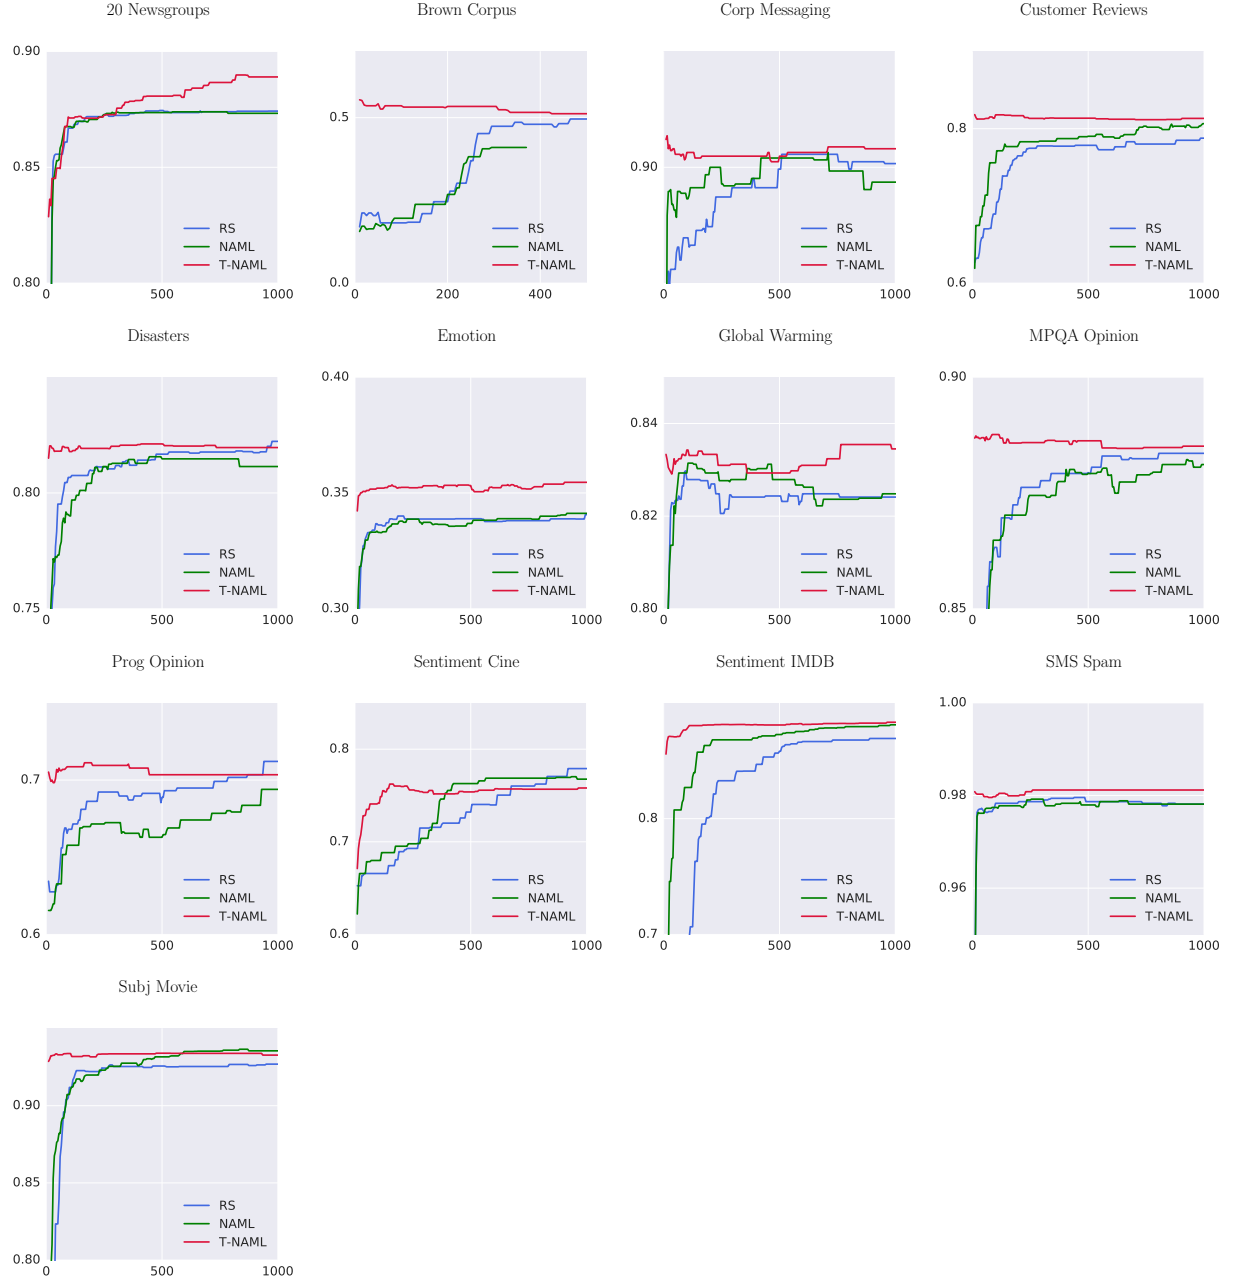 20 Newsgroups
0.90
0.85
0.80
0 500 1000
RS
NAML
T-NAML
Brown Corpus
0.5
0.0
0 200 400
RS
NAML
T-NAML
Corp Messaging
0.90
0 500 1000
RS
NAML
T-NAML
Customer Reviews
0.8
0.6
0 500 1000
RS
NAML
T-NAML
Disasters
0.80
0.75
0 500 1000
RS
NAML
T-NAML
Emotion
0.40
0.35
0.30
0 500 1000
RS
NAML
T-NAML
Global Warming
0.84
0.82
0.80
0 500 1000
RS
NAML
T-NAML
MPQA Opinion
0.90
0.85
0 500 1000
RS
NAML
T-NAML
Prog Opinion
0.7
0.6
0 500 1000
RS
NAML
T-NAML
Sentiment Cine
0.8
0.7
0.6
0 500 1000
RS
NAML
T-NAML
Sentiment IMDB
0.8
0.7
0 500 1000
RS
NAML
T-NAML
SMS Spam
1.00
0.98
0.96
0 500 1000
RS
NAML
T-NAML
Subj Movie
0.90
0.85
0.80
0 500 1000
RS
NAML
T-NAML